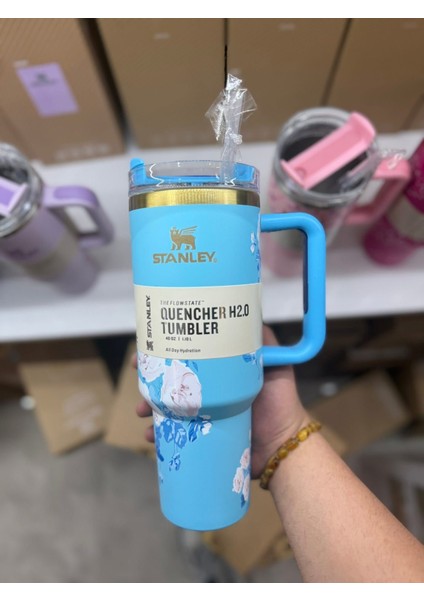 STANLEY
STANLEY
THE FLOWSTATE™
QUENCHER H2.0
TUMBLER
40 OZ | 1.18 L
All Day Hydration